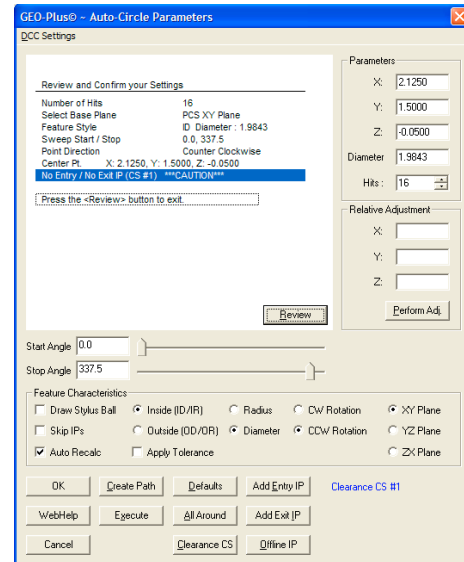 GEO-Plus© ~ Auto-Circle Parameters
DCC Settings
Review and Confirm your Settings
Number of Hits 16
Select Base Plane PCS XY Plane
Feature Style ID Diameter : 1.9843
Sweep Start / Stop 0.0, 337.5
Point Direction Counter Clockwise
Center Pt. X: 2.1250, Y: 1.5000, Z: -0.0500
No Entry / No Exit IP (CS #1) ***CAUTION***
Press the <Review> button to exit.
Review
Parameters
X: 2.1250
Y: 1.5000
Z: -0.0500
Diameter 1.9843
Hits : 16
Relative Adjustment
X:
Y:
Z:
Perform Adj.
Start Angle 0.0
Stop Angle 337.5
Feature Characteristics
Draw Stylus Ball Inside (ID/IR) Radius CW Rotation XY Plane
Skip IPs Outside (OD/OR) Diameter CCW Rotation YZ Plane
Auto Recalc Apply Tolerance ZX Plane
OK Create Path Defaults Add Entry IP Clearance CS #1
WebHelp Execute All Around Add Exit IP
Cancel Clearance CS Offline IP